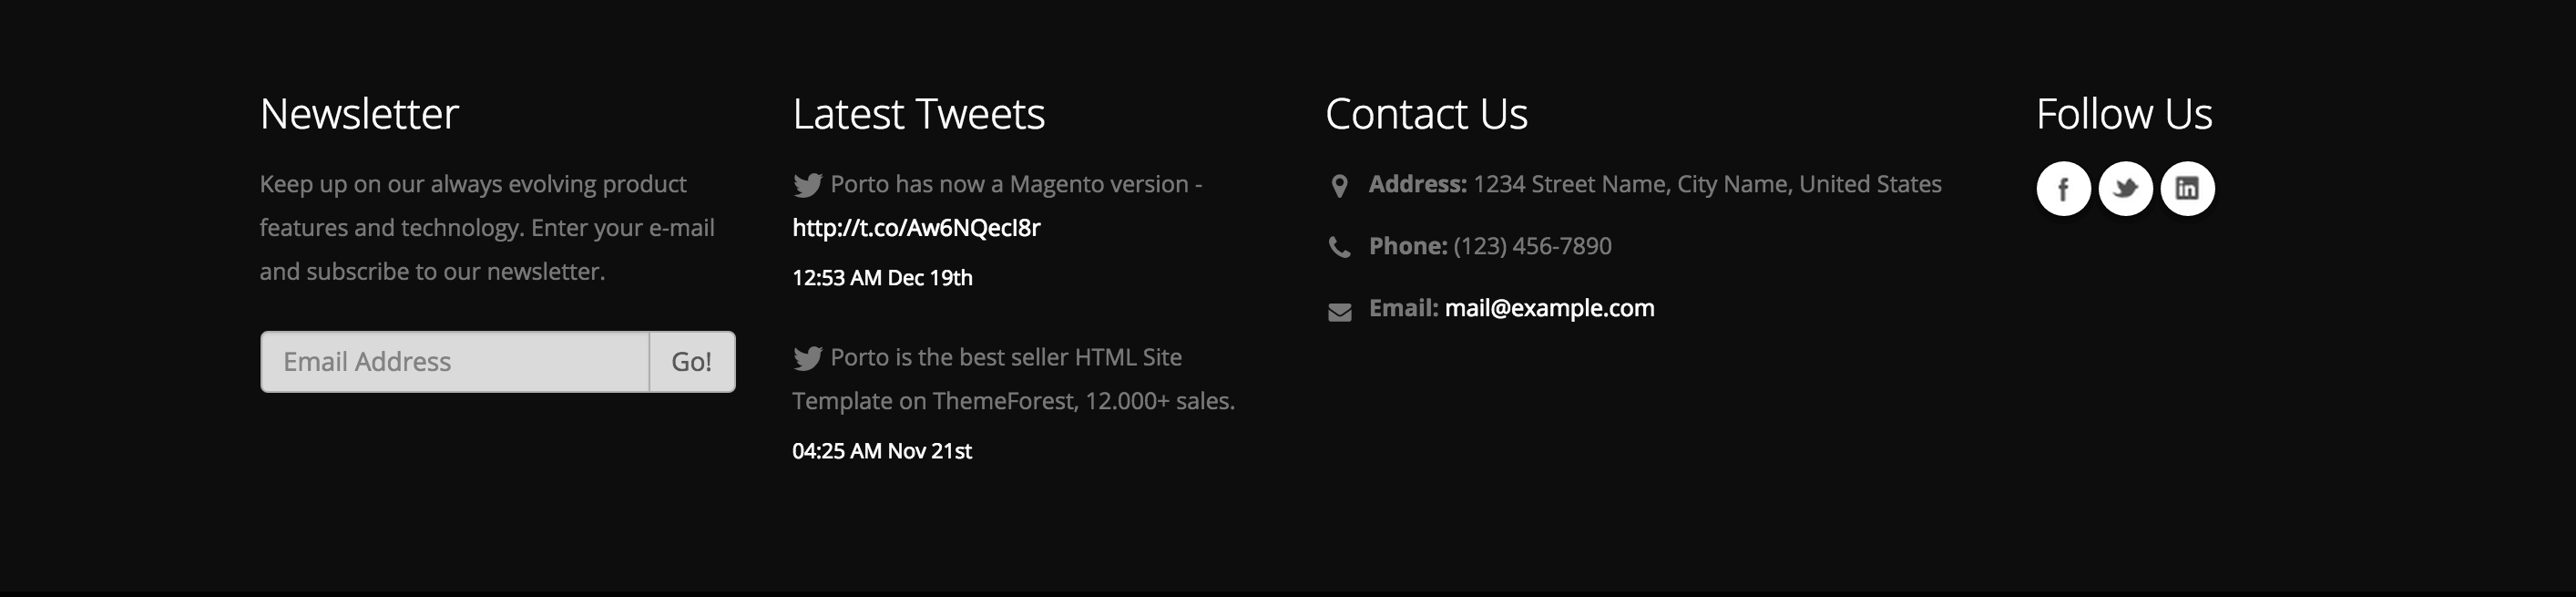 Newsletter
Keep up on our always evolving product
features and technology. Enter your e-mail
and subscribe to our newsletter.
Email Address
Go!
Latest Tweets
Porto has now a Magento version -
http://t.co/Aw6NQecI8r
12:53 AM Dec 19th
Porto is the best seller HTML Site
Template on ThemeForest, 12.000+ sales.
04:25 AM Nov 21st
Contact Us
Address: 1234 Street Name, City Name, United States
Phone: (123) 456-7890
Email: mail@example.com
Follow Us